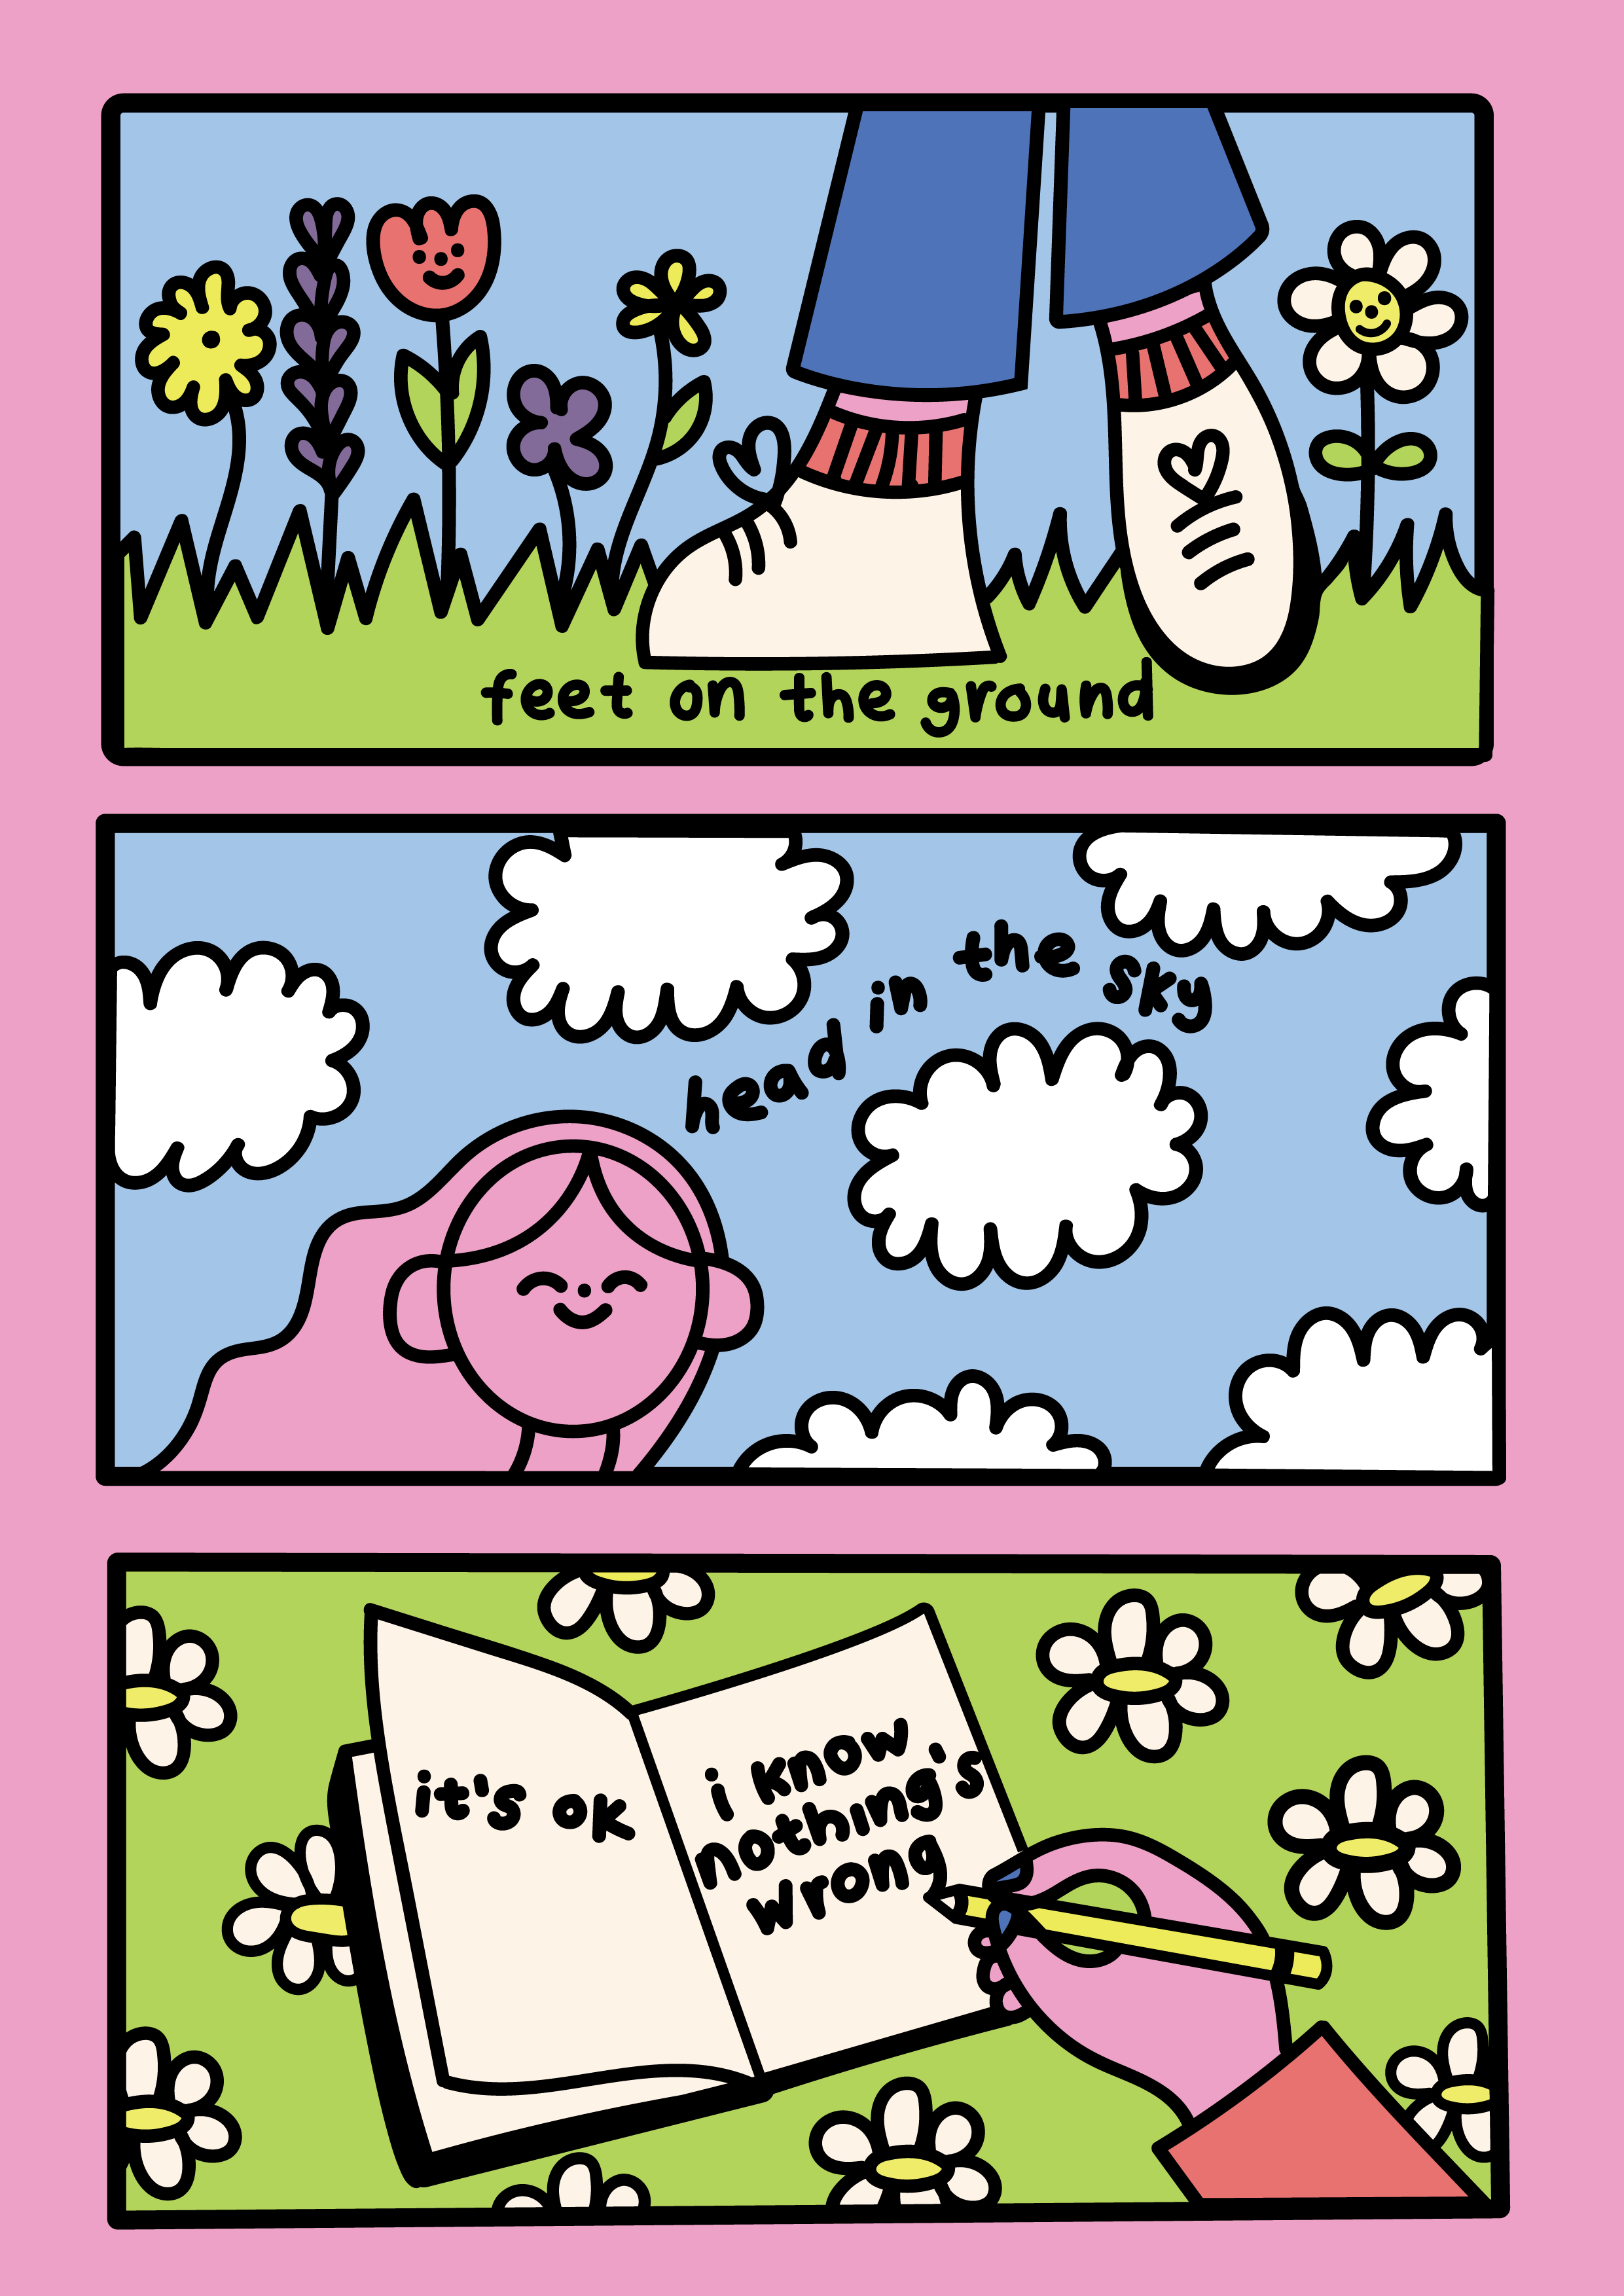 feet on the ground
head in the sky
it's ok
i know
nothing's
wrong